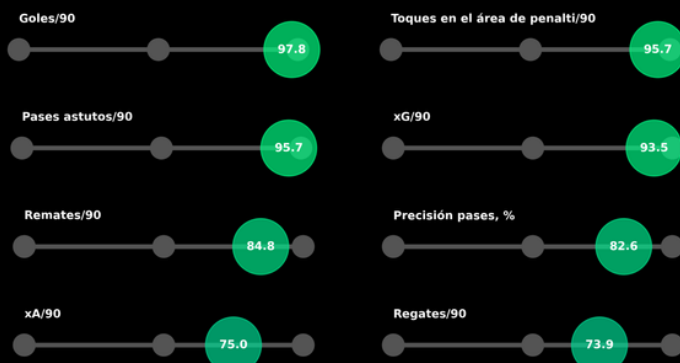 Goles/90
Toques en el área de penalti/90
97.8
95.7
Pases astutos/90
xG/90
95.7
93.5
Remates/90
Precisión pases, %
84.8
82.6
xA/90
Regates/90
75.0
73.9